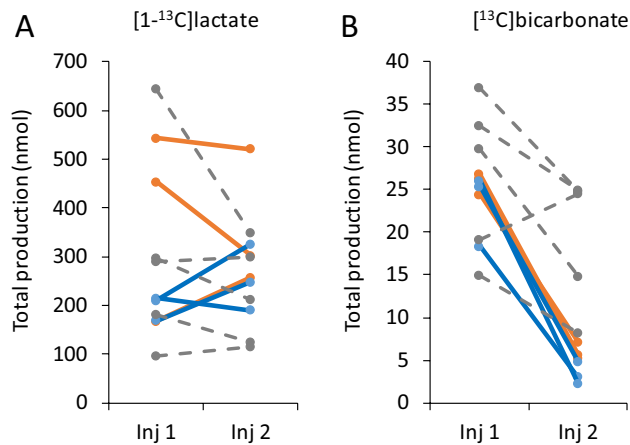 A
[1-¹³C]lactate
Total production (nmol)
700
600
500
400
300
200
100
0
Inj 1 Inj 2
B
[¹³C]bicarbonate
Total production (nmol)
40
35
30
25
20
15
10
5
0
Inj 1 Inj 2